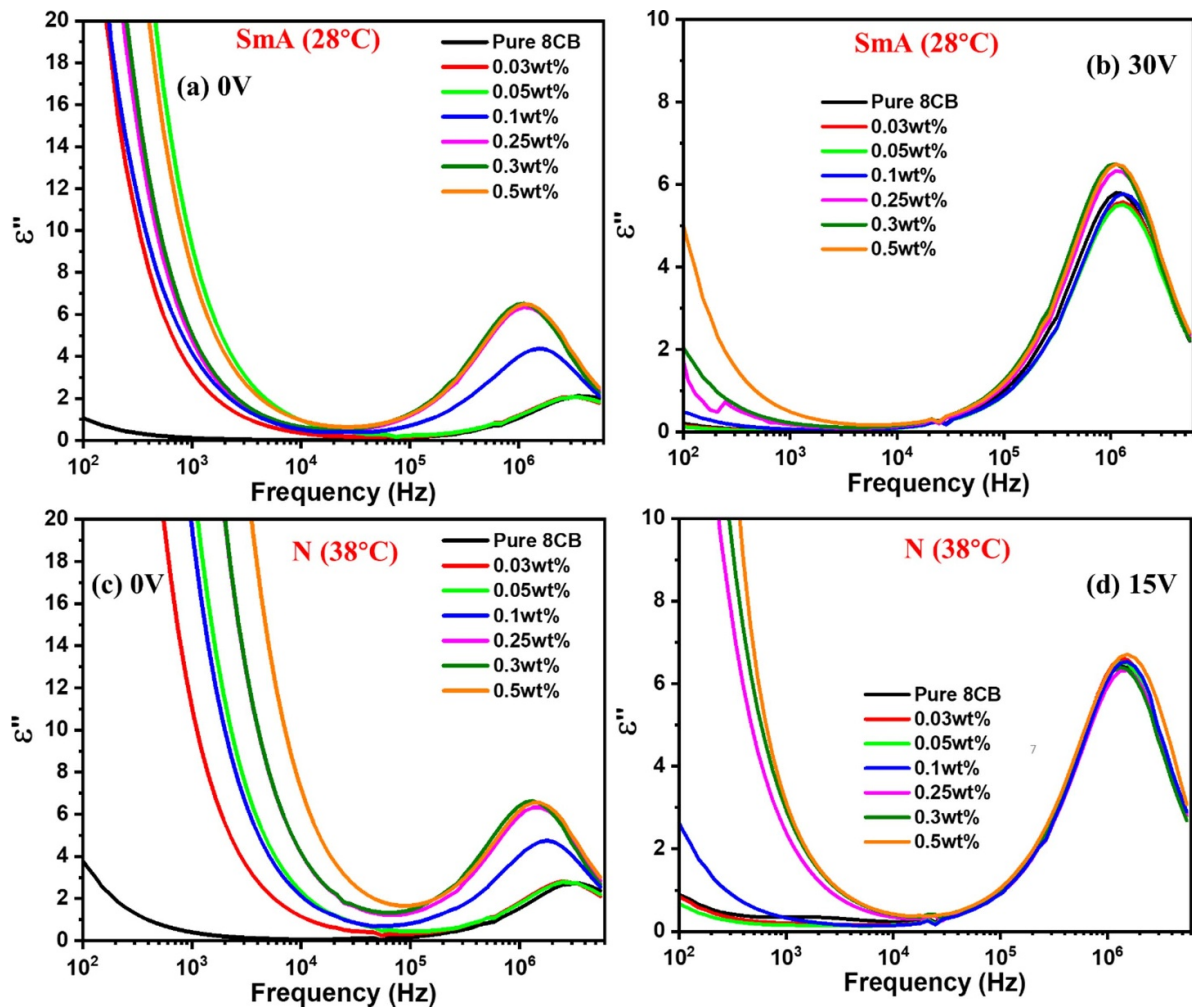 SmA (28°C)
(a) 0V
Pure 8CB
0.03wt%
0.05wt%
0.1wt%
0.25wt%
0.3wt%
0.5wt%
ε"
20
18
16
14
12
10
8
6
4
2
0
10² 10³ 10⁴ 10⁵ 10⁶
Frequency (Hz)
SmA (28°C)
(b) 30V
Pure 8CB
0.03wt%
0.05wt%
0.1wt%
0.25wt%
0.3wt%
0.5wt%
ε"
10
8
6
4
2
0
10² 10³ 10⁴ 10⁵ 10⁶
Frequency (Hz)
N (38°C)
(c) 0V
Pure 8CB
0.03wt%
0.05wt%
0.1wt%
0.25wt%
0.3wt%
0.5wt%
ε"
20
18
16
14
12
10
8
6
4
2
0
10² 10³ 10⁴ 10⁵ 10⁶
Frequency (Hz)
N (38°C)
(d) 15V
Pure 8CB
0.03wt%
0.05wt%
0.1wt%
0.25wt%
0.3wt%
0.5wt%
7
ε"
10
8
6
4
2
0
10² 10³ 10⁴ 10⁵ 10⁶
Frequency (Hz)